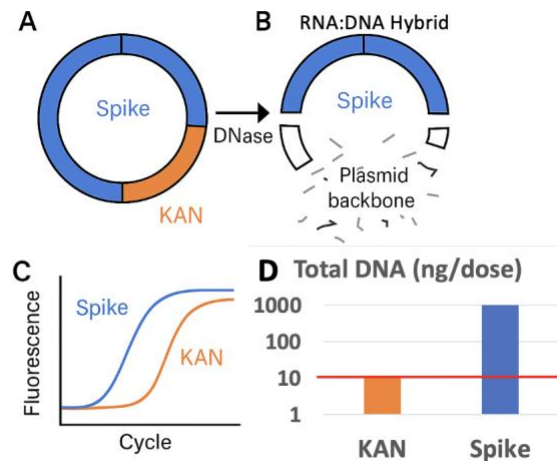 A
Spike
KAN
DNase
B
RNA:DNA Hybrid
Spike
Plasmid
backbone
C
Fluorescence
Spike
KAN
Cycle
D
Total DNA (ng/dose)
1000
100
10
1
KAN
Spike